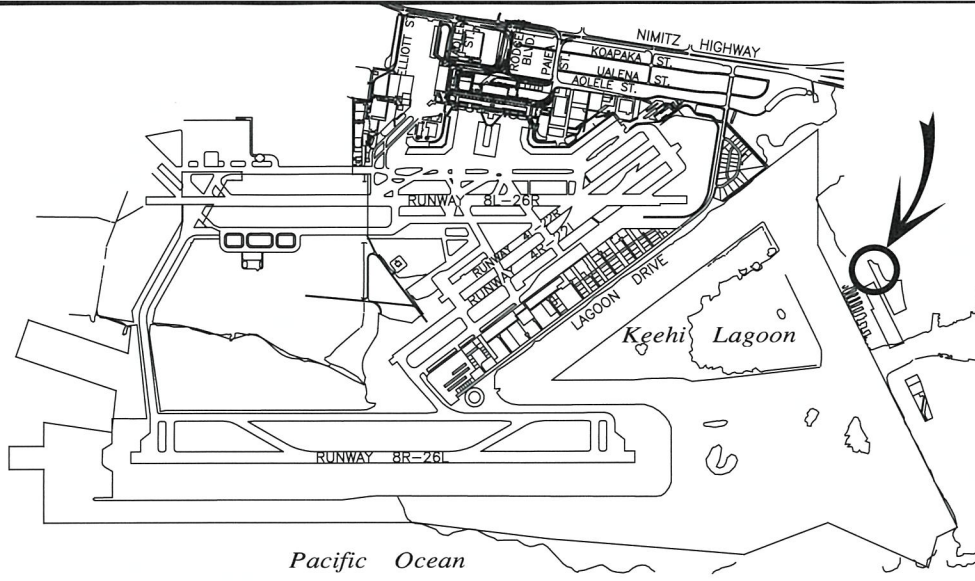 NIMITZ HIGHWAY
ELLIOTT ST.
RODGERS BLVD.
PAIEA ST.
KOAPAKA ST.
UALENA ST.
AOLELE ST.
RUNWAY 8L-26R
RUNWAY 4L-22R
RUNWAY 4R-22L
LAGOON DRIVE
Keehi Lagoon
RUNWAY 8R-26L
Pacific Ocean